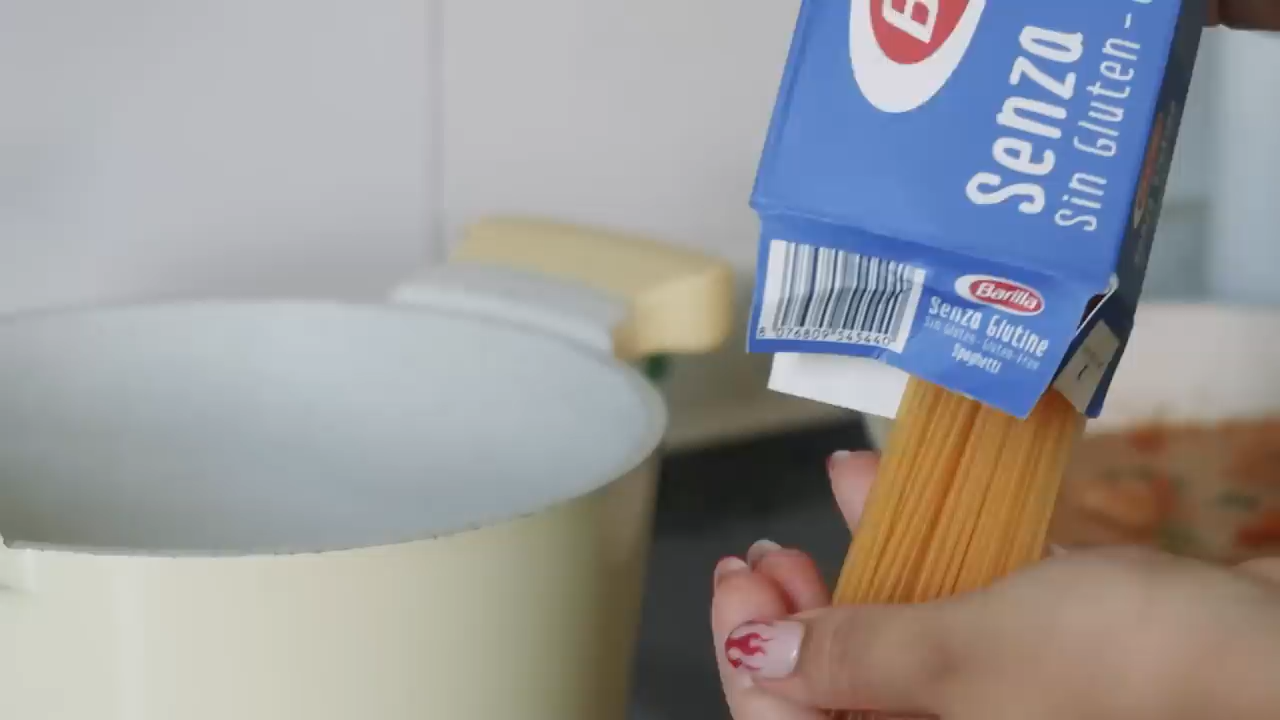 B
Senza
Sin Gluten -
8 076809 545440
Barilla
Senza Glutine
Sin Gluten - Gluten-Free
Spaghetti